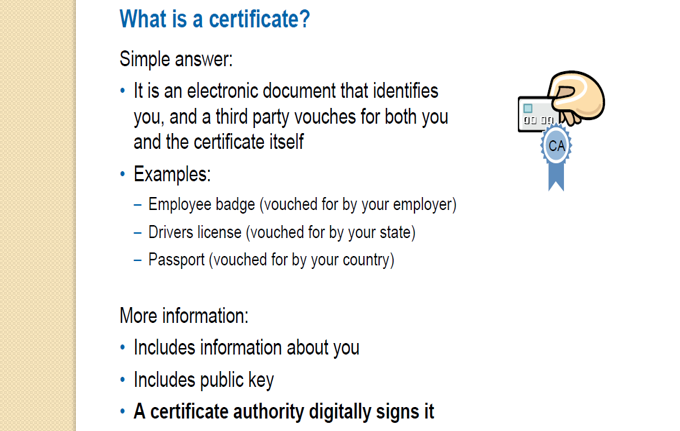 What is a certificate?
Simple answer:
• It is an electronic document that identifies
you, and a third party vouches for both you
and the certificate itself
• Examples:
– Employee badge (vouched for by your employer)
– Drivers license (vouched for by your state)
– Passport (vouched for by your country)
CA
More information:
• Includes information about you
• Includes public key
• A certificate authority digitally signs it